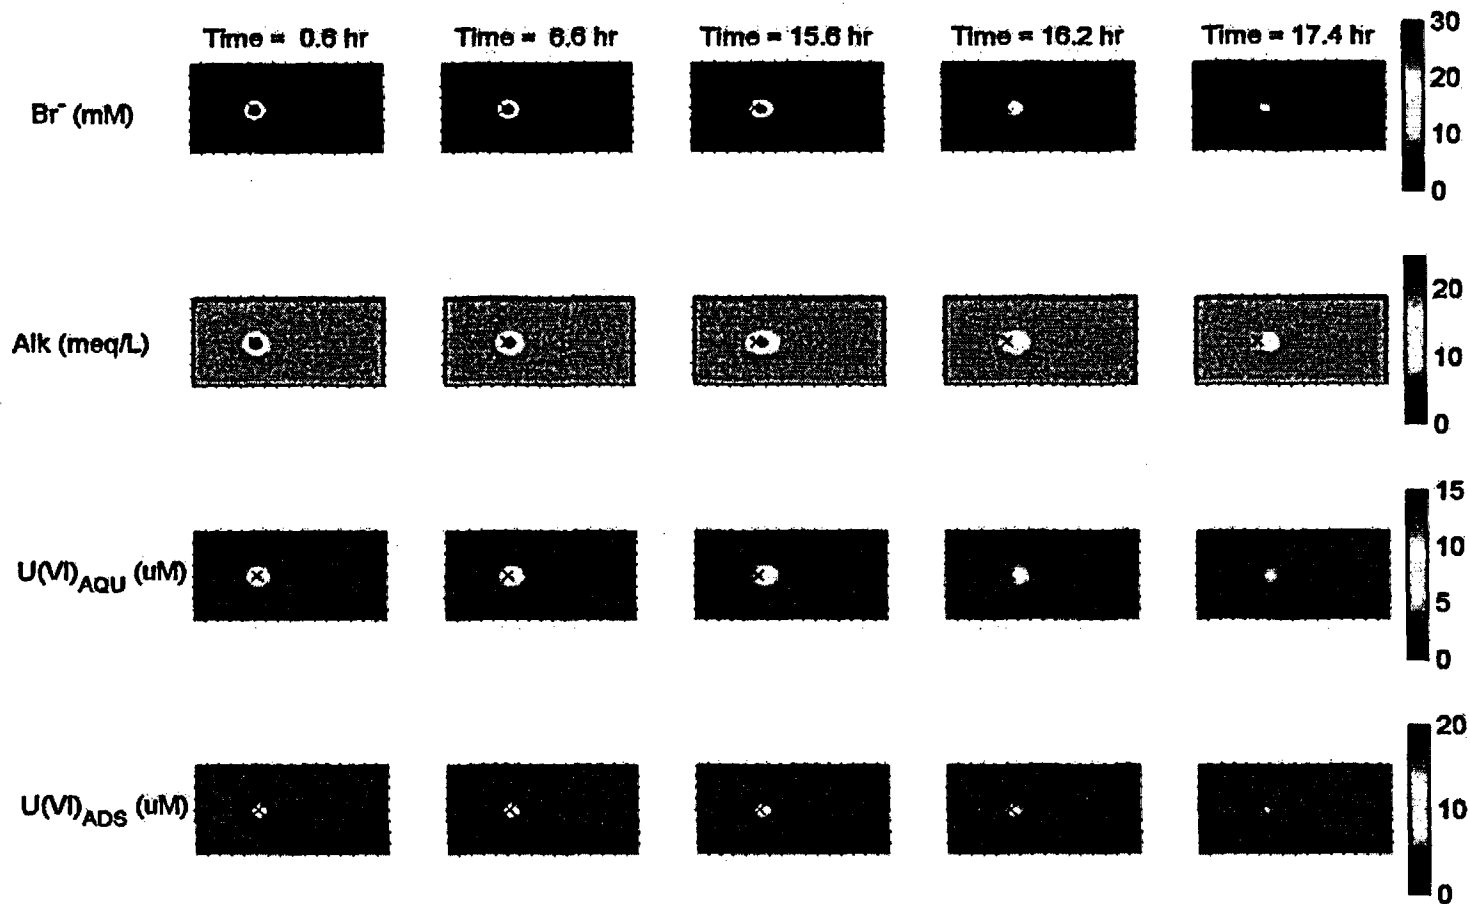 Time = 0.6 hr
Time = 6.6 hr
Time = 15.6 hr
Time = 16.2 hr
Time = 17.4 hr
Br⁻ (mM)
30
20
10
0
Alk (meq/L)
20
10
0
U(VI)AQU (uM)
15
10
5
0
U(VI)ADS (uM)
20
10
0